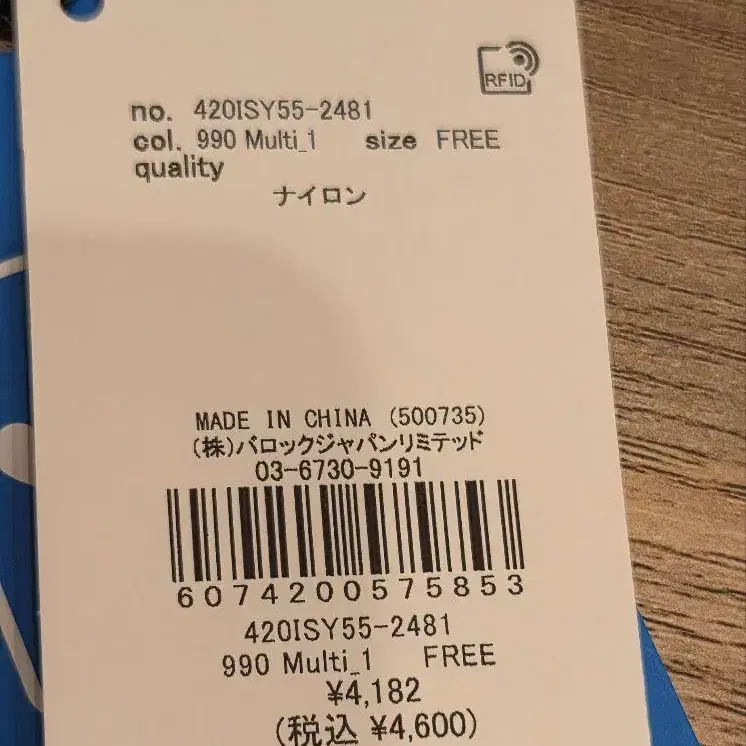 RFID
no. 420ISY55-2481
col. 990 Multi_1 size FREE
quality
ナイロン
MADE IN CHINA (500735)
(株)バロックジャパンリミテッド
03-6730-9191
6074200575853
420ISY55-2481
990 Multi_1 FREE
¥4,182
(税込 ¥4,600)